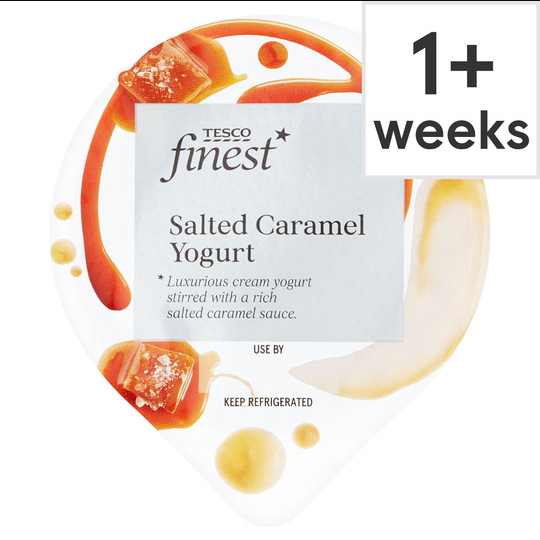 1+
weeks
TESCO
finest*
Salted Caramel
Yogurt
*Luxurious cream yogurt
stirred with a rich
salted caramel sauce.
USE BY
KEEP REFRIGERATED